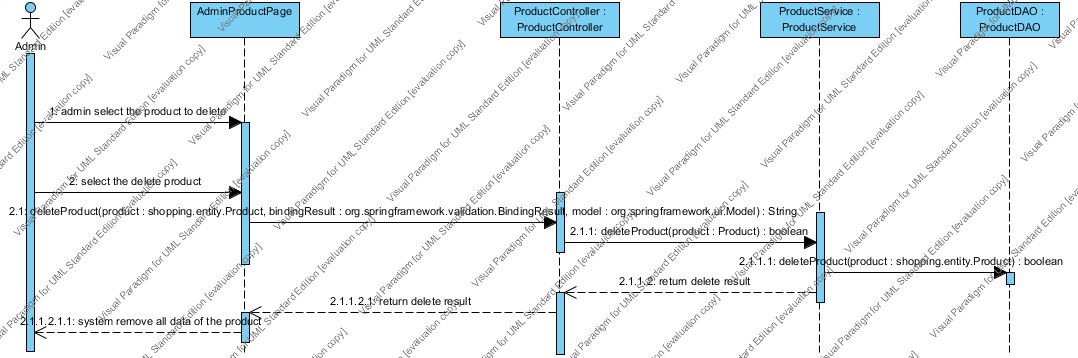 AdminProductPage
ProductController :
ProductController
ProductService :
ProductService
ProductDAO :
ProductDAO
Admin
1: admin select the product to delete
2: select the delete product
2.1: deleteProduct(product : shopping.entity.Product, bindingResult : org.springframework.validation.BindingResult, model : org.springframework.ui.Model) : String
2.1.1: deleteProduct(product : Product) : boolean
2.1.1.1: deleteProduct(product : shopping.entity.Product) : boolean
2.1.1.2: return delete result
2.1.1.2.1: return delete result
2.1.1.2.1.1: system remove all data of the product
Visual Paradigm for UML Standard Edition [evaluation copy]